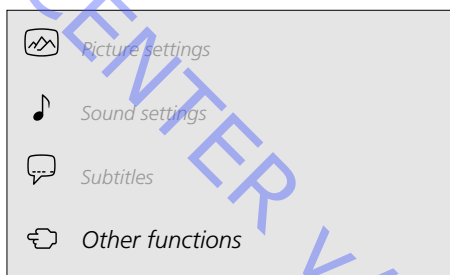 Picture settings
Sound settings
Subtitles
Other functions
CENTER V